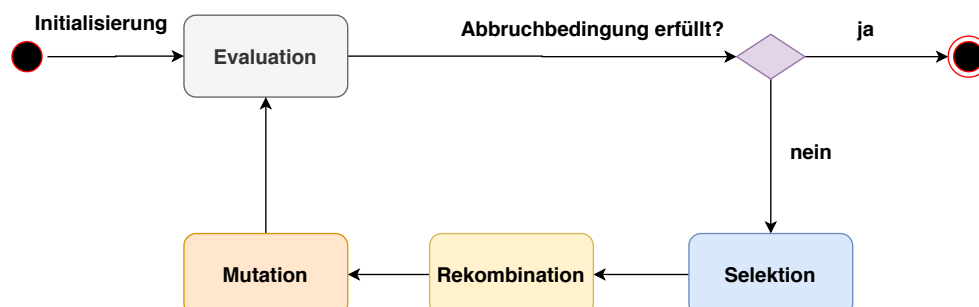 Initialisierung
Evaluation
Abbruchbedingung erfüllt?
ja
nein
Mutation
Rekombination
Selektion